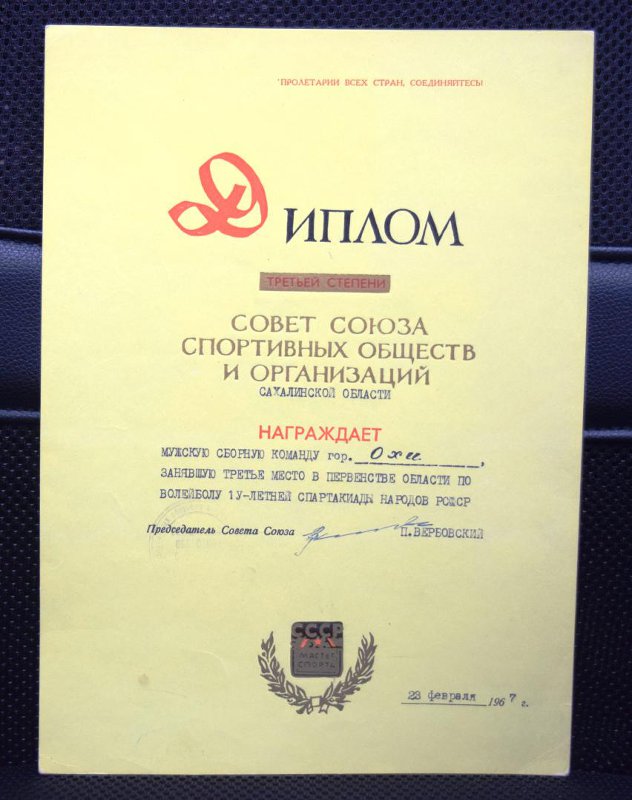 ПРОЛЕТАРИИ ВСЕХ СТРАН, СОЕДИНЯЙТЕСЬ!
ДИПЛОМ
ТРЕТЬЕЙ СТЕПЕНИ
СОВЕТ СОЮЗА
СПОРТИВНЫХ ОБЩЕСТВ
И ОРГАНИЗАЦИЙ
САХАЛИНСКОЙ ОБЛАСТИ
НАГРАЖДАЕТ
МУЖСКУЮ СБОРНУЮ КОМАНДУ гор. Охи,
ЗАНЯВШУЮ ТРЕТЬЕ МЕСТО В ПЕРВЕНСТВЕ ОБЛАСТИ ПО
ВОЛЕЙБОЛУ 1У-ЛЕТНЕЙ СПАРТАКИАДЫ НАРОДОВ РСФСР
Председатель Совета Союза П.ВЕРБОВСКИЙ
СССР
МАСТЕР
СПОРТА
23 февраля 1967 г.